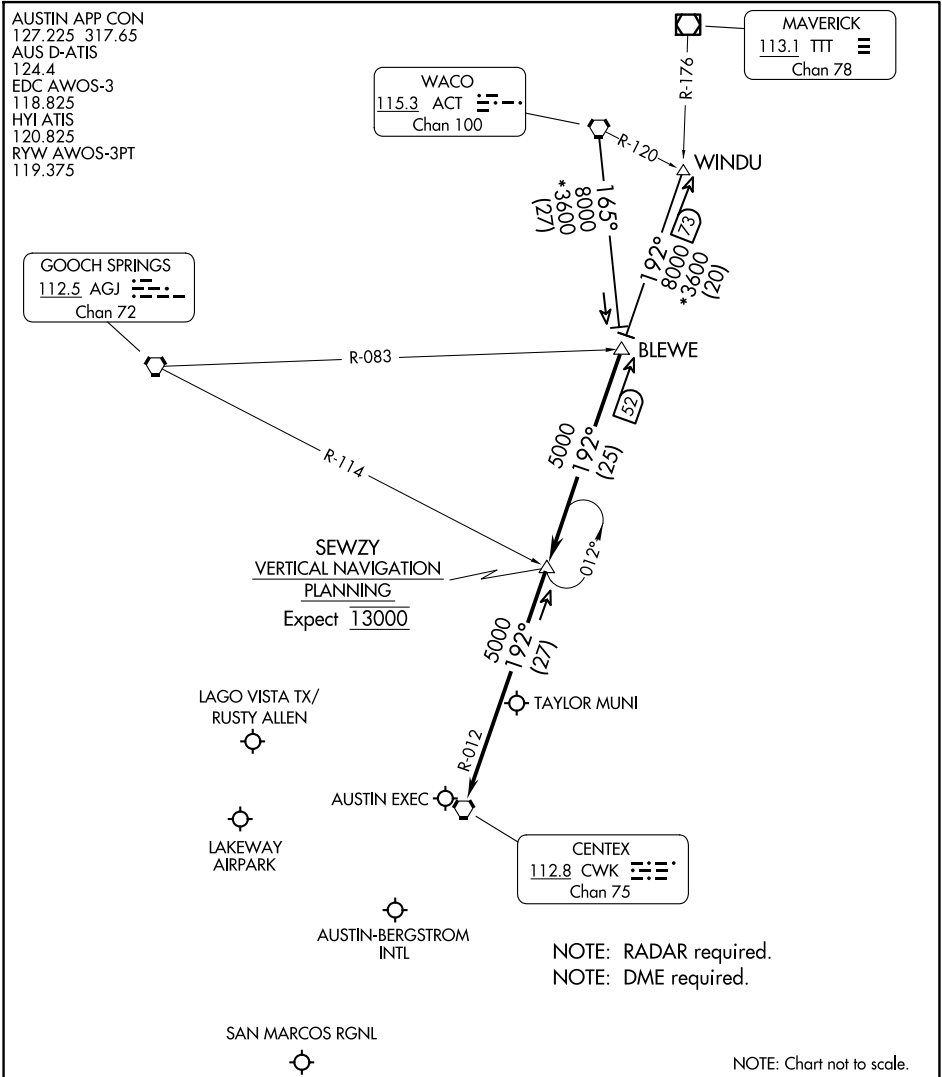 AUSTIN APP CON
127.225 317.65
AUS D-ATIS
124.4
EDC AWOS-3
118.825
HYI ATIS
120.825
RYW AWOS-3PT
119.375
MAVERICK
113.1 TTT
Chan 78
WACO
115.3 ACT
Chan 100
R-176
R-120
WINDU
165°
8000
*3600
(27)
192°
8000
*3600
(20)
73
GOOCH SPRINGS
112.5 AGJ
Chan 72
R-083
BLEWE
52
5000
192°
(25)
R-114
012°
SEWZY
VERTICAL NAVIGATION
PLANNING
Expect 13000
5000
192°
(27)
LAGO VISTA TX/
RUSTY ALLEN
TAYLOR MUNI
R-012
AUSTIN EXEC
LAKEWAY
AIRPARK
CENTEX
112.8 CWK
Chan 75
AUSTIN-BERGSTROM
INTL
NOTE: RADAR required.
NOTE: DME required.
SAN MARCOS RGNL
NOTE: Chart not to scale.